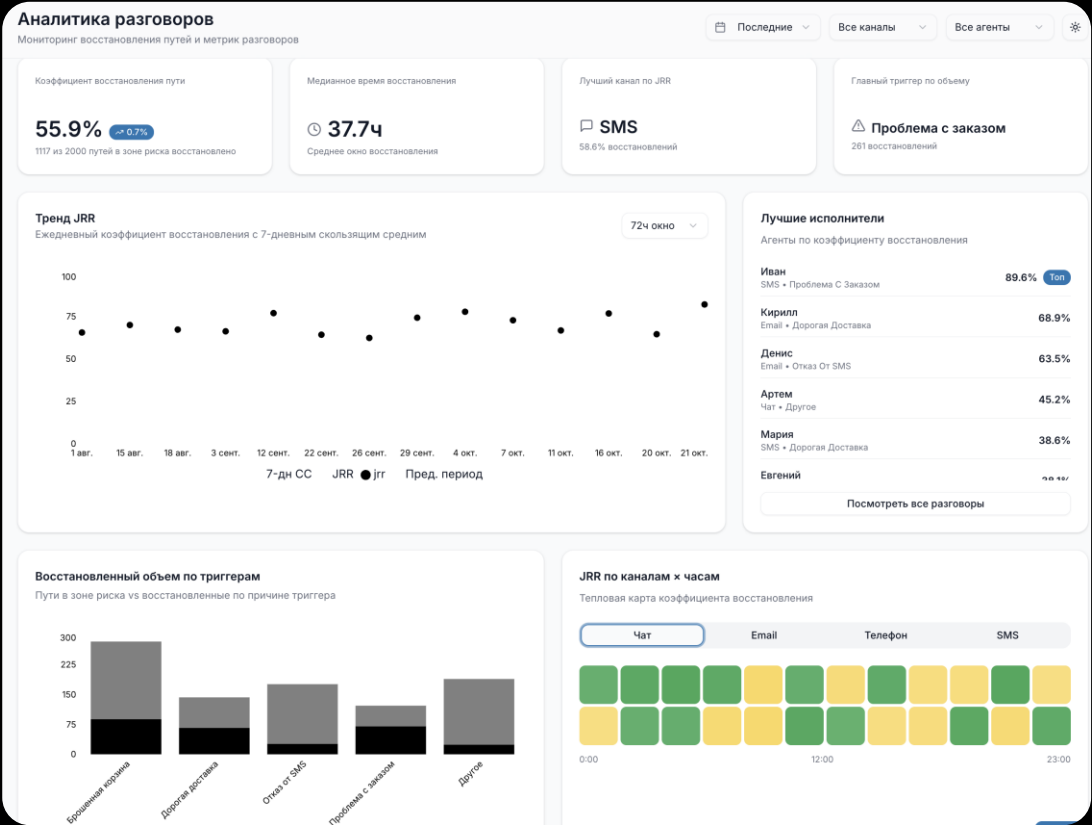 Аналитика разговоров
Мониторинг восстановления путей и метрик разговоров
Последние
Все каналы
Все агенты
Коэффициент восстановления пути
55.9% 0.7%
1117 из 2000 путей в зоне риска восстановлено
Медианное время восстановления
37.7ч
Среднее окно восстановления
Лучший канал по JRR
SMS
58.6% восстановлений
Главный триггер по объему
Проблема с заказом
261 восстановлений
Тренд JRR
Ежедневный коэффициент восстановления с 7-дневным скользящим средним
72ч окно
100
75
50
25
0
1 авг. 15 авг. 18 авг. 3 сент. 12 сент. 22 сент. 26 сент. 29 сент. 4 окт. 7 окт. 11 окт. 16 окт. 20 окт. 21 окт.
7-дн СС JRR jrr Пред. период
Лучшие исполнители
Агенты по коэффициенту восстановления
Иван
SMS • Проблема С Заказом
89.6% Топ
Кирилл
Email • Дорогая Доставка
68.9%
Денис
Email • Отказ От SMS
63.5%
Артем
Чат • Другое
45.2%
Мария
SMS • Дорогая Доставка
38.6%
Евгений
Посмотреть все разговоры
Восстановленный объем по триггерам
Пути в зоне риска vs восстановленные по причине триггера
300
225
150
75
0
Брошенная корзина
Дорогая доставка
Отказ от SMS
Проблема с заказом
Другое
JRR по каналам × часам
Тепловая карта коэффициента восстановления
Чат Email Телефон SMS
0:00 12:00 23:00